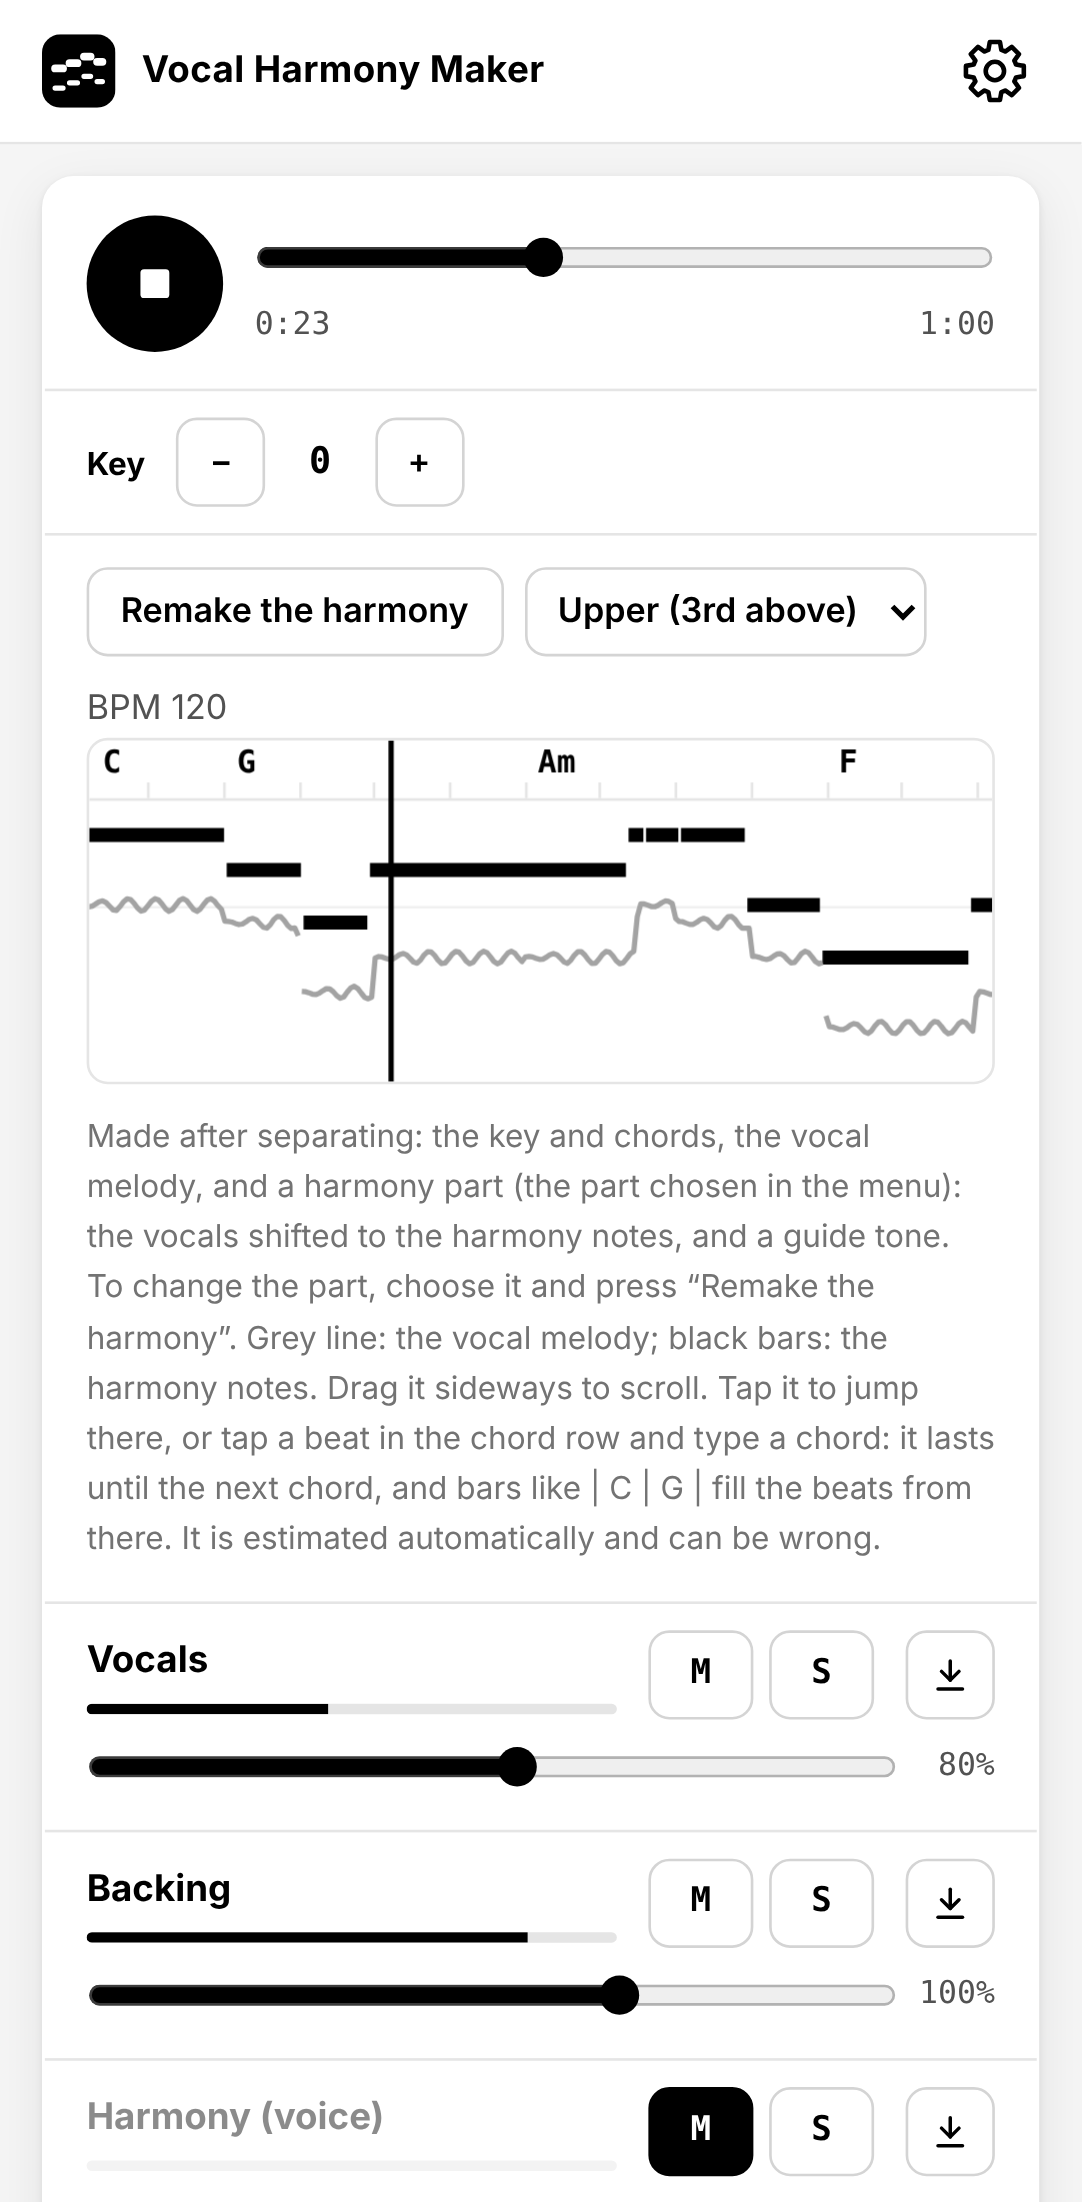 Vocal Harmony Maker
0:23 1:00
Key − 0 +
Remake the harmony Upper (3rd above)
BPM 120
C G Am F
Made after separating: the key and chords, the vocal
melody, and a harmony part (the part chosen in the menu):
the vocals shifted to the harmony notes, and a guide tone.
To change the part, choose it and press “Remake the
harmony”. Grey line: the vocal melody; black bars: the
harmony notes. Drag it sideways to scroll. Tap it to jump
there, or tap a beat in the chord row and type a chord: it lasts
until the next chord, and bars like | C | G | fill the beats from
there. It is estimated automatically and can be wrong.
Vocals M S
80%
Backing M S
100%
Harmony (voice) M S